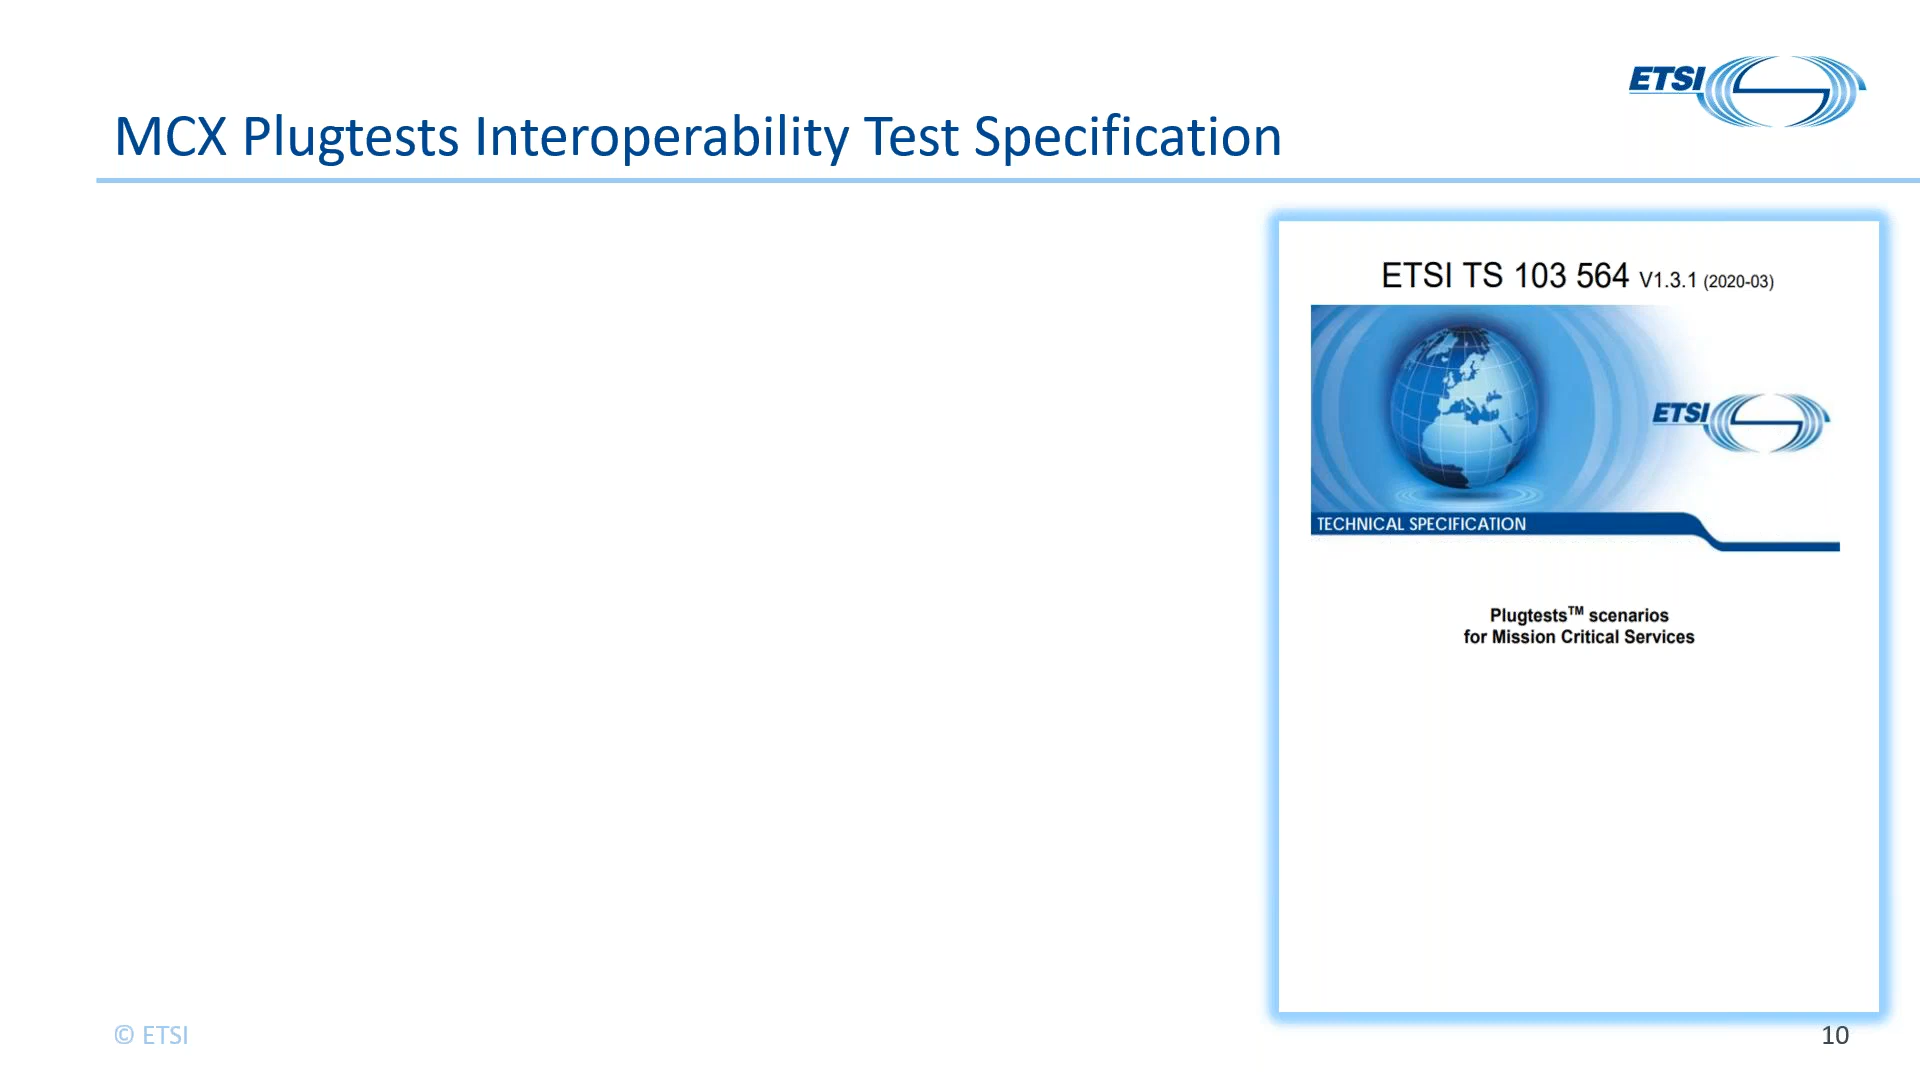 ETSI
MCX Plugtests Interoperability Test Specification
ETSI TS 103 564 V1.3.1 (2020-03)
ETSI
TECHNICAL SPECIFICATION
Plugtests™ scenarios
for Mission Critical Services
© ETSI
10